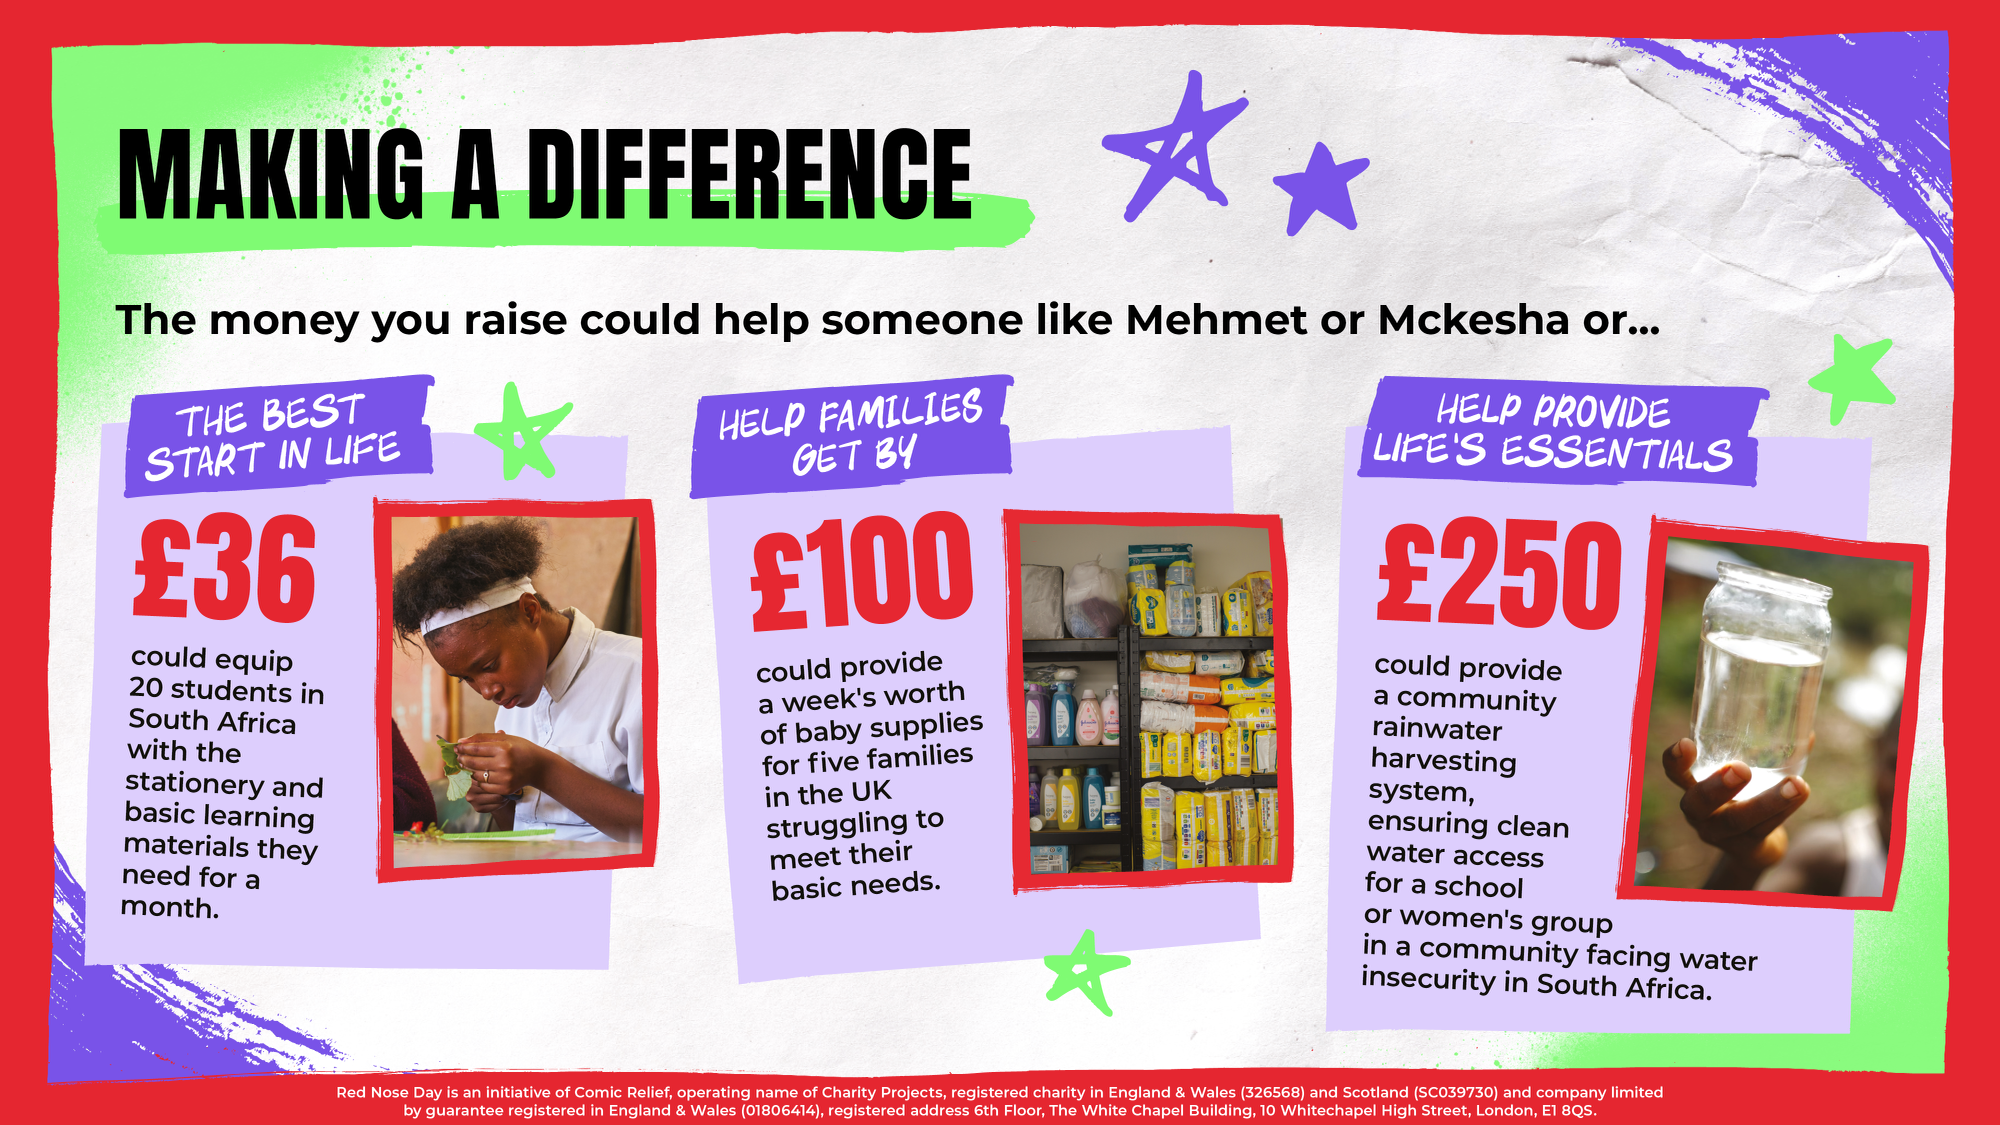 MAKING A DIFFERENCE
The money you raise could help someone like Mehmet or Mckesha or...
THE BEST
START IN LIFE
£36
could equip
20 students in
South Africa
with the
stationery and
basic learning
materials they
need for a
month.
HELP FAMILIES
GET BY
£100
could provide
a week's worth
of baby supplies
for five families
in the UK
struggling to
meet their
basic needs.
HELP PROVIDE
LIFE'S ESSENTIALS
£250
could provide
a community
rainwater
harvesting
system,
ensuring clean
water access
for a school
or women's group
in a community facing water
insecurity in South Africa.
Red Nose Day is an initiative of Comic Relief, operating name of Charity Projects, registered charity in England & Wales (326568) and Scotland (SC039730) and company limited
by guarantee registered in England & Wales (01806414), registered address 6th Floor, The White Chapel Building, 10 Whitechapel High Street, London, E1 8QS.